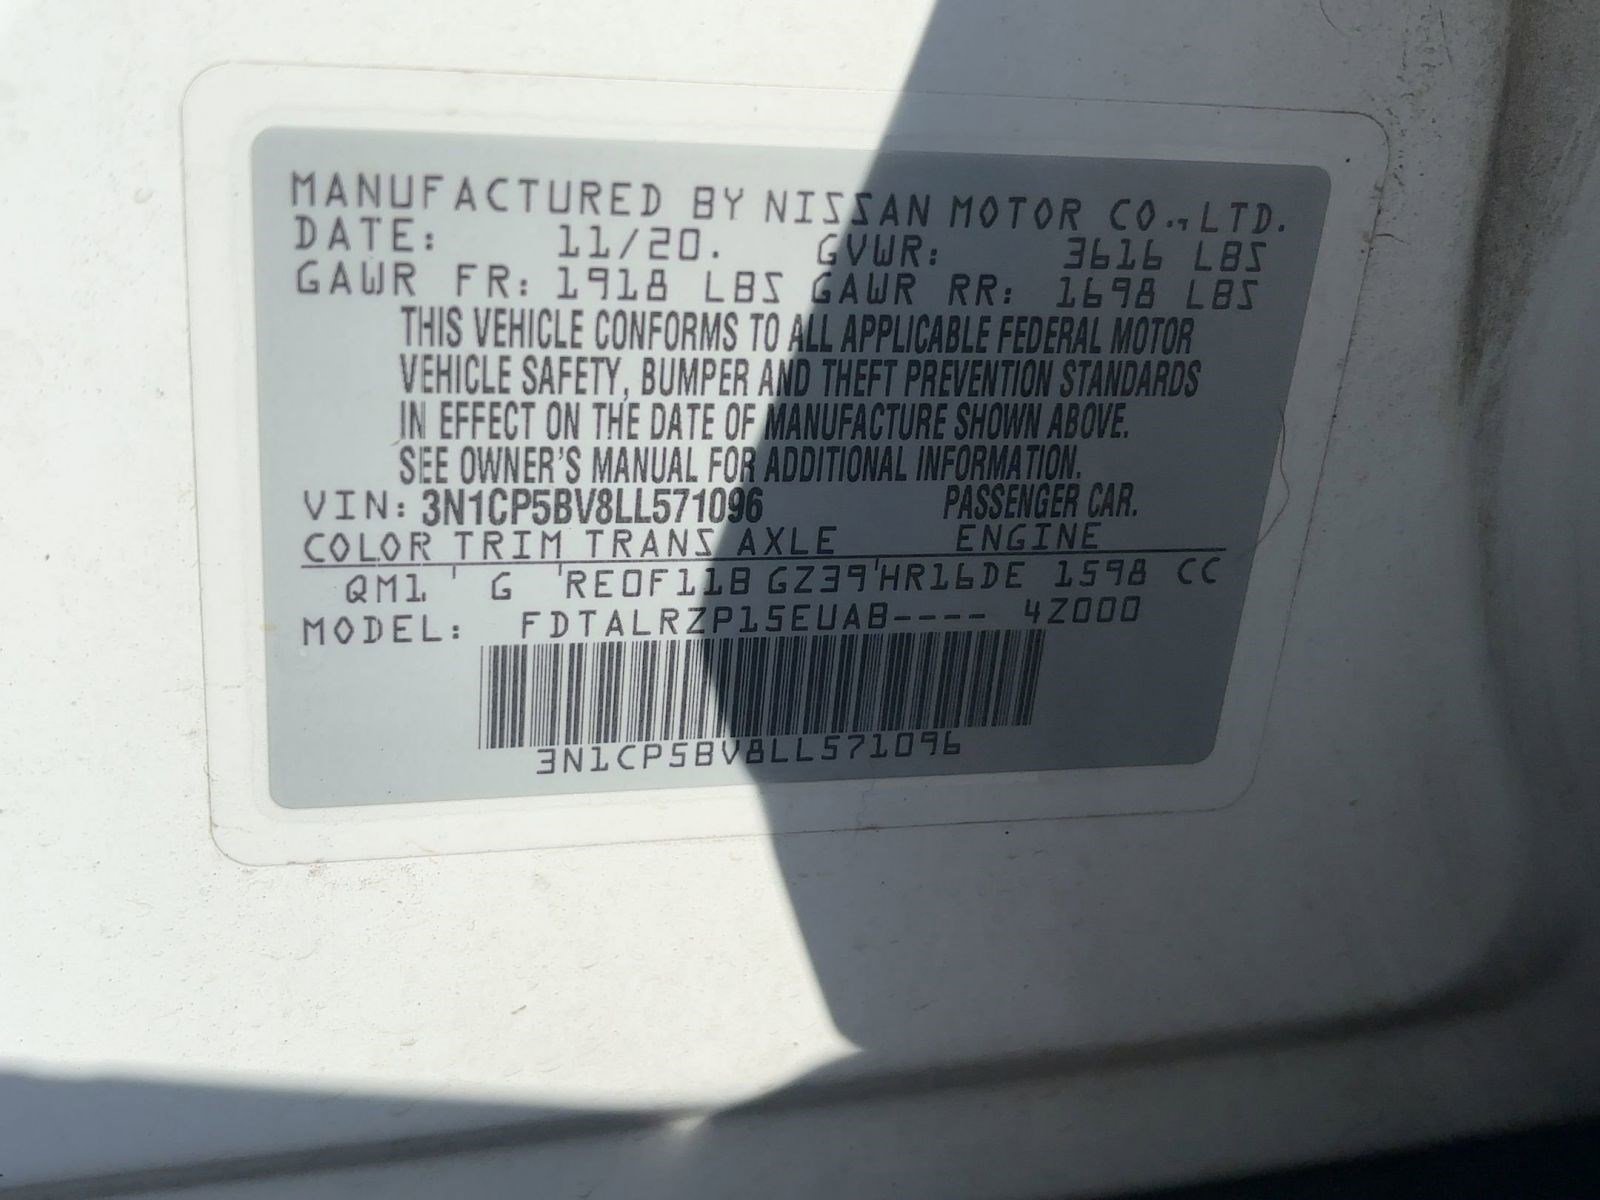 MANUFACTURED BY NISSAN MOTOR CO., LTD.
DATE: 11/20. GVWR: 3616 LBS
GAWR FR: 1918 LBS GAWR RR: 1698 LBS
THIS VEHICLE CONFORMS TO ALL APPLICABLE FEDERAL MOTOR
VEHICLE SAFETY, BUMPER AND THEFT PREVENTION STANDARDS
IN EFFECT ON THE DATE OF MANUFACTURE SHOWN ABOVE.
SEE OWNER'S MANUAL FOR ADDITIONAL INFORMATION.
VIN: 3N1CP5BV8LL571096 PASSENGER CAR.
COLOR TRIM TRANS AXLE ENGINE
QM1 ' G 'RE0F11B GZ39'HR16DE 1598 CC
MODEL: FDTALRZP15EUAB---- 4Z000
3N1CP5BV8LL571096